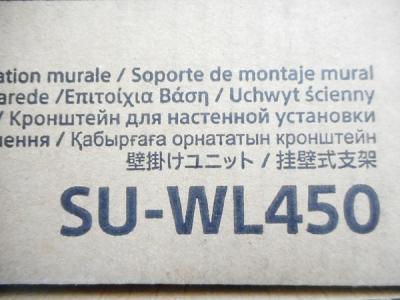 ation murale / Soporte de montaje mural
arede /Επιτοίχια Βάση / Uchwyt ścienny
/ Кронштейн для настенной установки
лення / Қабырғаға орнататын кронштейн
壁掛けユニット / 挂壁式支架
SU-WL450